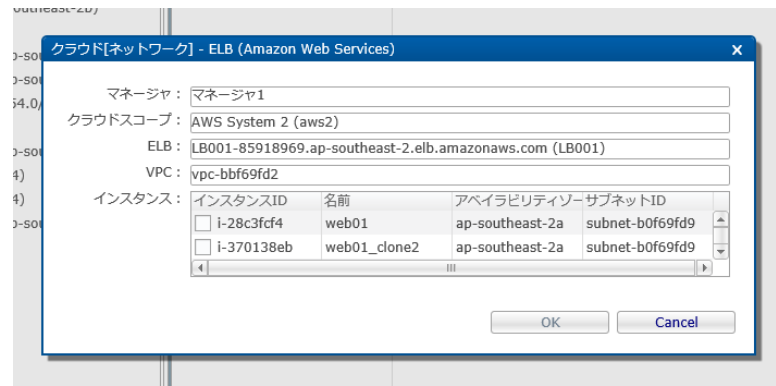 クラウド[ネットワーク] - ELB (Amazon Web Services) x
マネージャ： マネージャ1
クラウドスコープ： AWS System 2 (aws2)
ELB： LB001-85918969.ap-southeast-2.elb.amazonaws.com (LB001)
VPC： vpc-bbf69fd2
インスタンス： インスタンスID 名前 アベイラビリティゾー サブネットID
i-28c3fcf4 web01 ap-southeast-2a subnet-b0f69fd9
i-370138eb web01_clone2 ap-southeast-2a subnet-b0f69fd9
OK Cancel